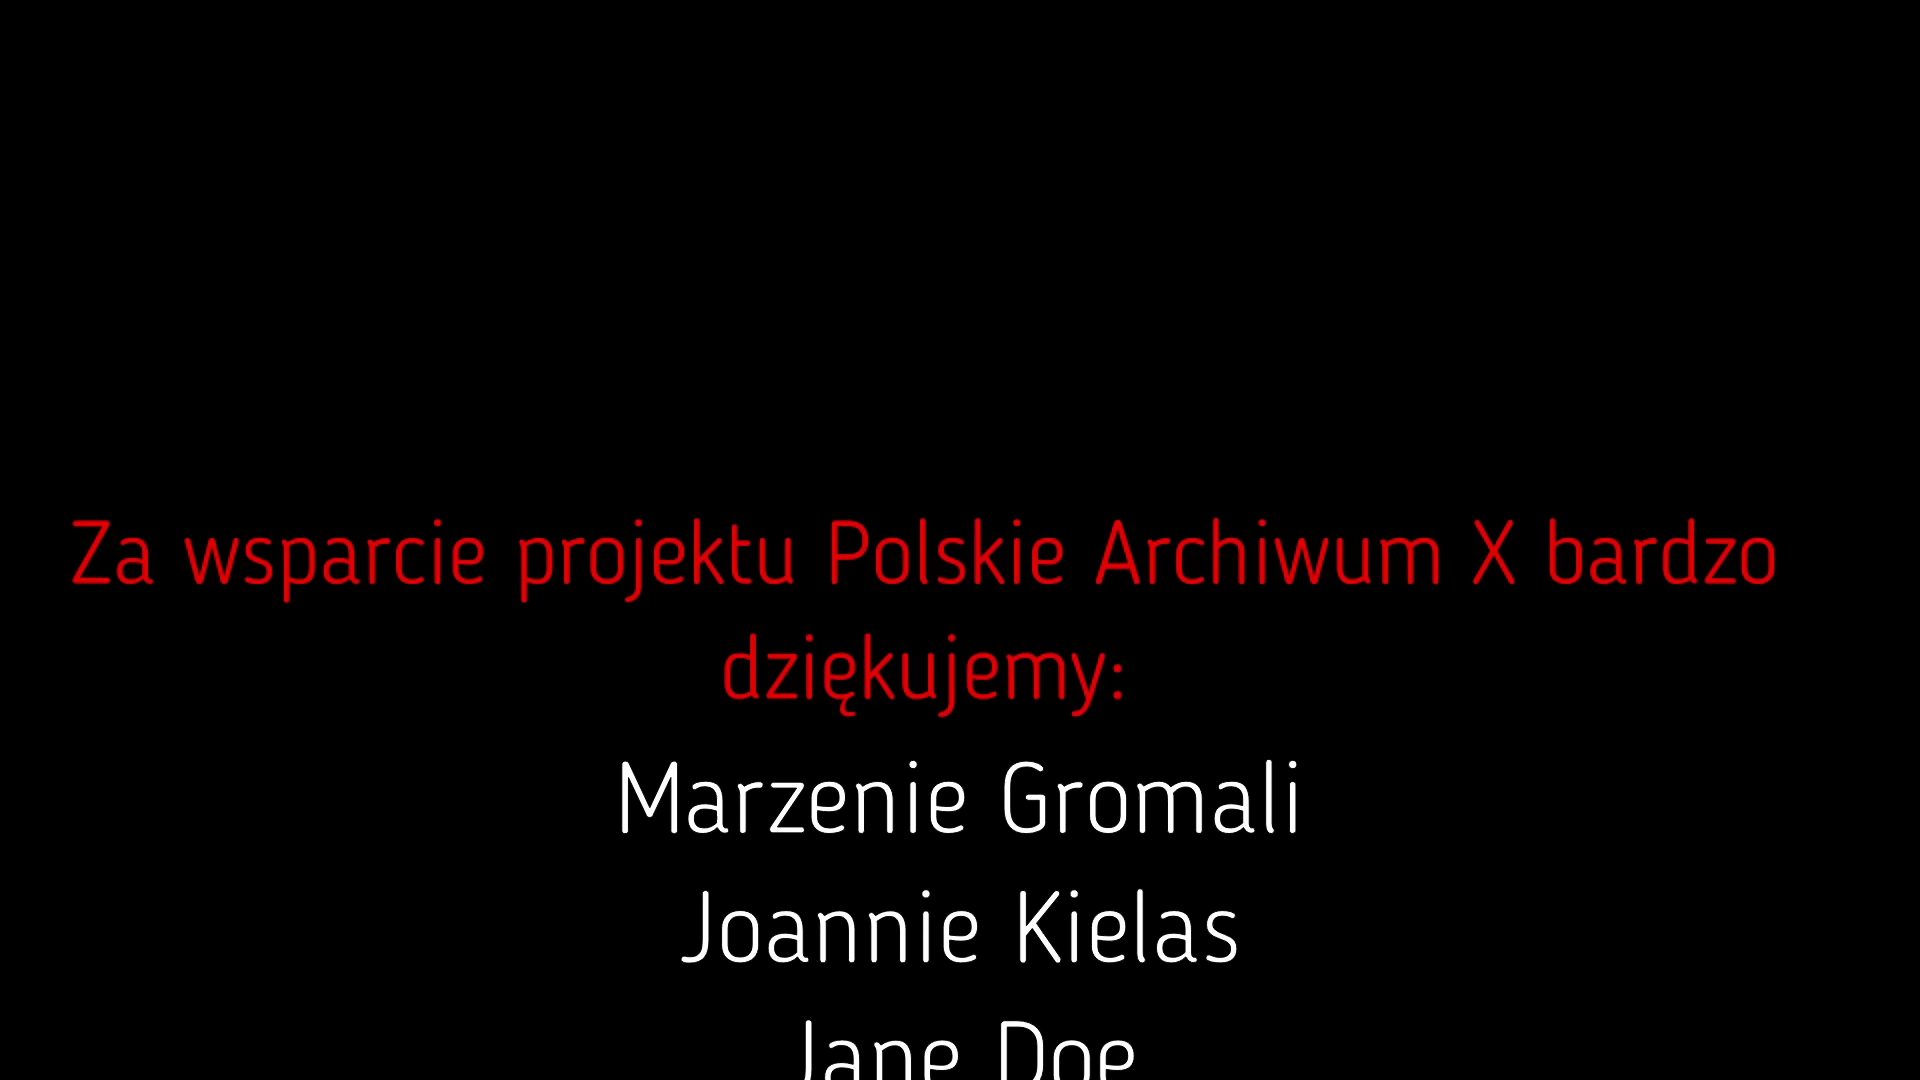 Za wsparcie projektu Polskie Archiwum X bardzo
dziękujemy:
Marzenie Gromali
Joannie Kielas
Jane Doe